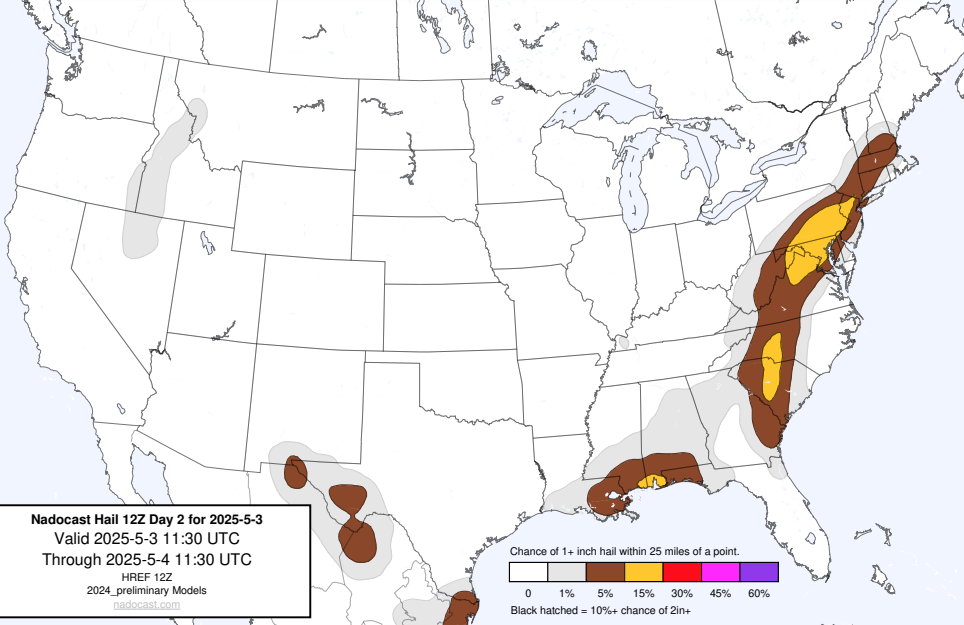 Nadocast Hail 12Z Day 2 for 2025-5-3
Valid 2025-5-3 11:30 UTC
Through 2025-5-4 11:30 UTC
HREF 12Z
2024_preliminary Models
nadocast.com
Chance of 1+ inch hail within 25 miles of a point.
0 1% 5% 15% 30% 45% 60%
Black hatched = 10%+ chance of 2in+